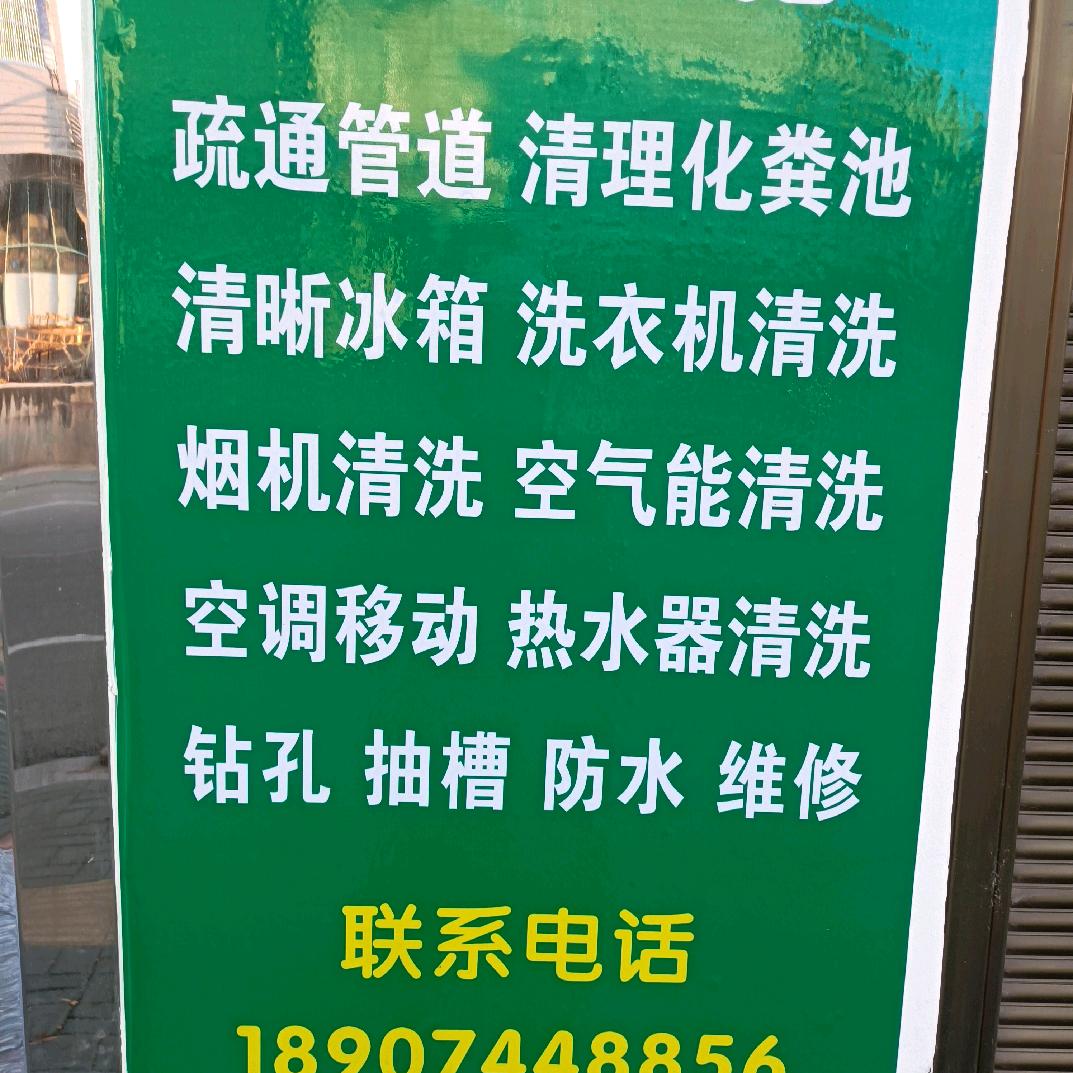 疏通管道 清理化粪池
清晰冰箱 洗衣机清洗
烟机清洗 空气能清洗
空调移动 热水器清洗
钻孔 抽槽 防水 维修
联系电话
18907448856